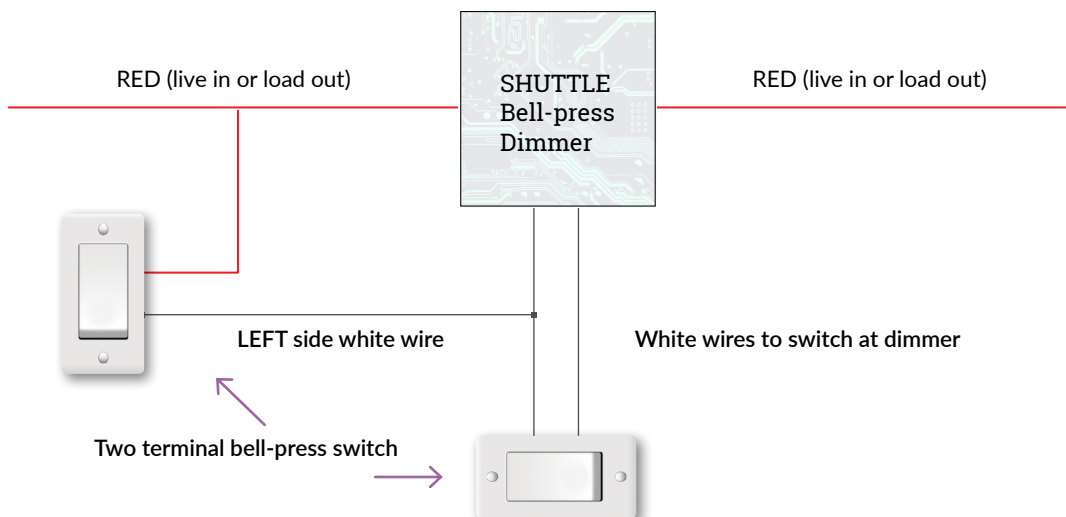 RED (live in or load out)
SHUTTLE
Bell-press
Dimmer
RED (live in or load out)
LEFT side white wire
White wires to switch at dimmer
Two terminal bell-press switch